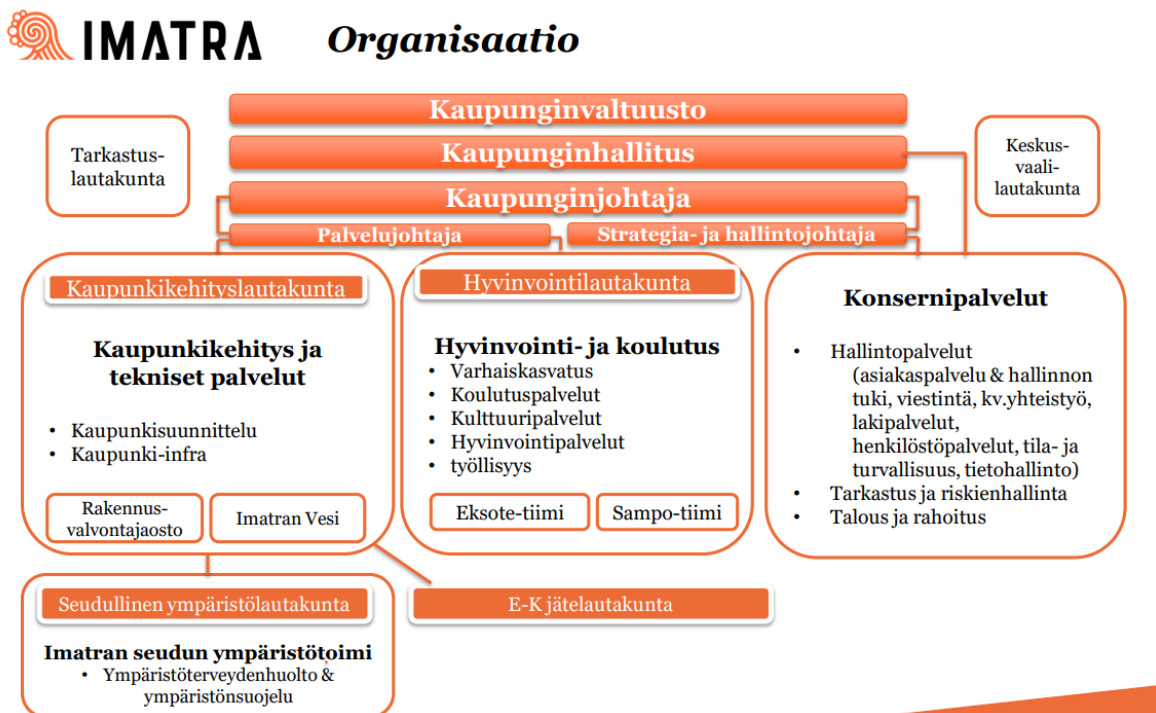 IMATRA
Organisaatio
Kaupunginvaltuusto
Tarkastus-
lautakunta
Kaupunginhallitus
Keskus-
vaali-
lautakunta
Kaupunginjohtaja
Palvelujohtaja
Strategia- ja hallintojohtaja
Kaupunkikehityslautakunta
Kaupunkikehitys ja
tekniset palvelut
• Kaupunkisuunnittelu
• Kaupunki-infra
Rakennus-
valvontajaosto
Imatran Vesi
Hyvinvointilautakunta
Hyvinvointi- ja koulutus
• Varhaiskasvatus
• Koulutuspalvelut
• Kulttuuripalvelut
• Hyvinvointipalvelut
• työllisyys
Eksote-tiimi
Sampo-tiimi
Konsernipalvelut
• Hallintopalvelut
(asiakaspalvelu & hallinnon
tuki, viestintä, kv.yhteistyö,
lakipalvelut,
henkilöstöpalvelut, tila- ja
turvallisuus, tietohallinto)
• Tarkastus ja riskienhallinta
• Talous ja rahoitus
Seudullinen ympäristölautakunta
Imatran seudun ympäristötoimi
• Ympäristöterveydenhuolto &
ympäristönsuojelu
E-K jätelautakunta